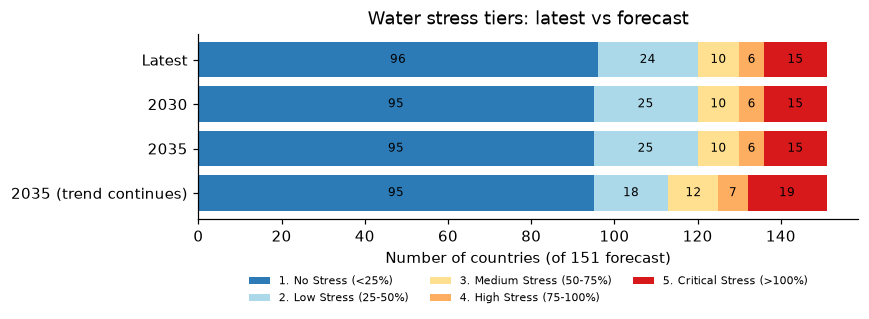 Water stress tiers: latest vs forecast
Latest 96 24 10 6 15
2030 95 25 10 6 15
2035 95 25 10 6 15
2035 (trend continues) 95 18 12 7 19
0 20 40 60 80 100 120 140
Number of countries (of 151 forecast)
1. No Stress (<25%) 3. Medium Stress (50-75%) 5. Critical Stress (>100%)
2. Low Stress (25-50%) 4. High Stress (75-100%)